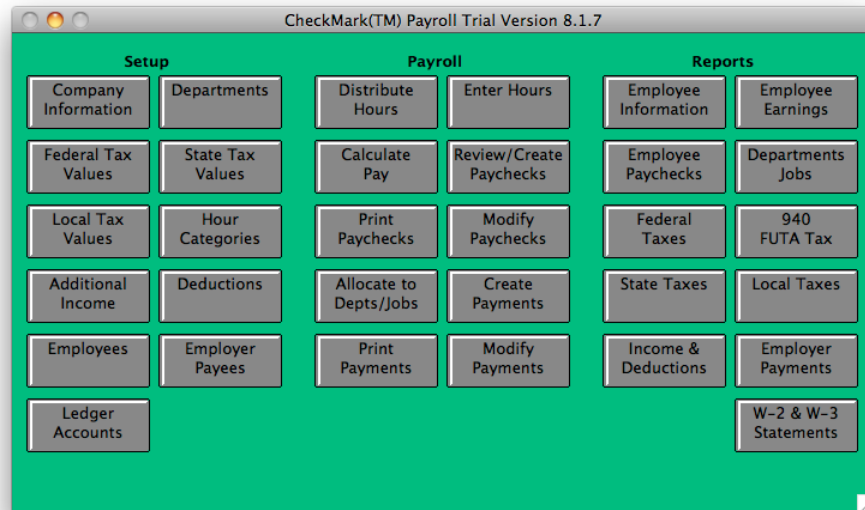 CheckMark(TM) Payroll Trial Version 8.1.7
Setup
Company
Information
Departments
Federal Tax
Values
State Tax
Values
Local Tax
Values
Hour
Categories
Additional
Income
Deductions
Employees
Employer
Payees
Ledger
Accounts
Payroll
Distribute
Hours
Enter Hours
Calculate
Pay
Review/Create
Paychecks
Print
Paychecks
Modify
Paychecks
Allocate to
Depts/Jobs
Create
Payments
Print
Payments
Modify
Payments
Reports
Employee
Information
Employee
Earnings
Employee
Paychecks
Departments
Jobs
Federal
Taxes
940
FUTA Tax
State Taxes
Local Taxes
Income &
Deductions
Employer
Payments
W-2 & W-3
Statements